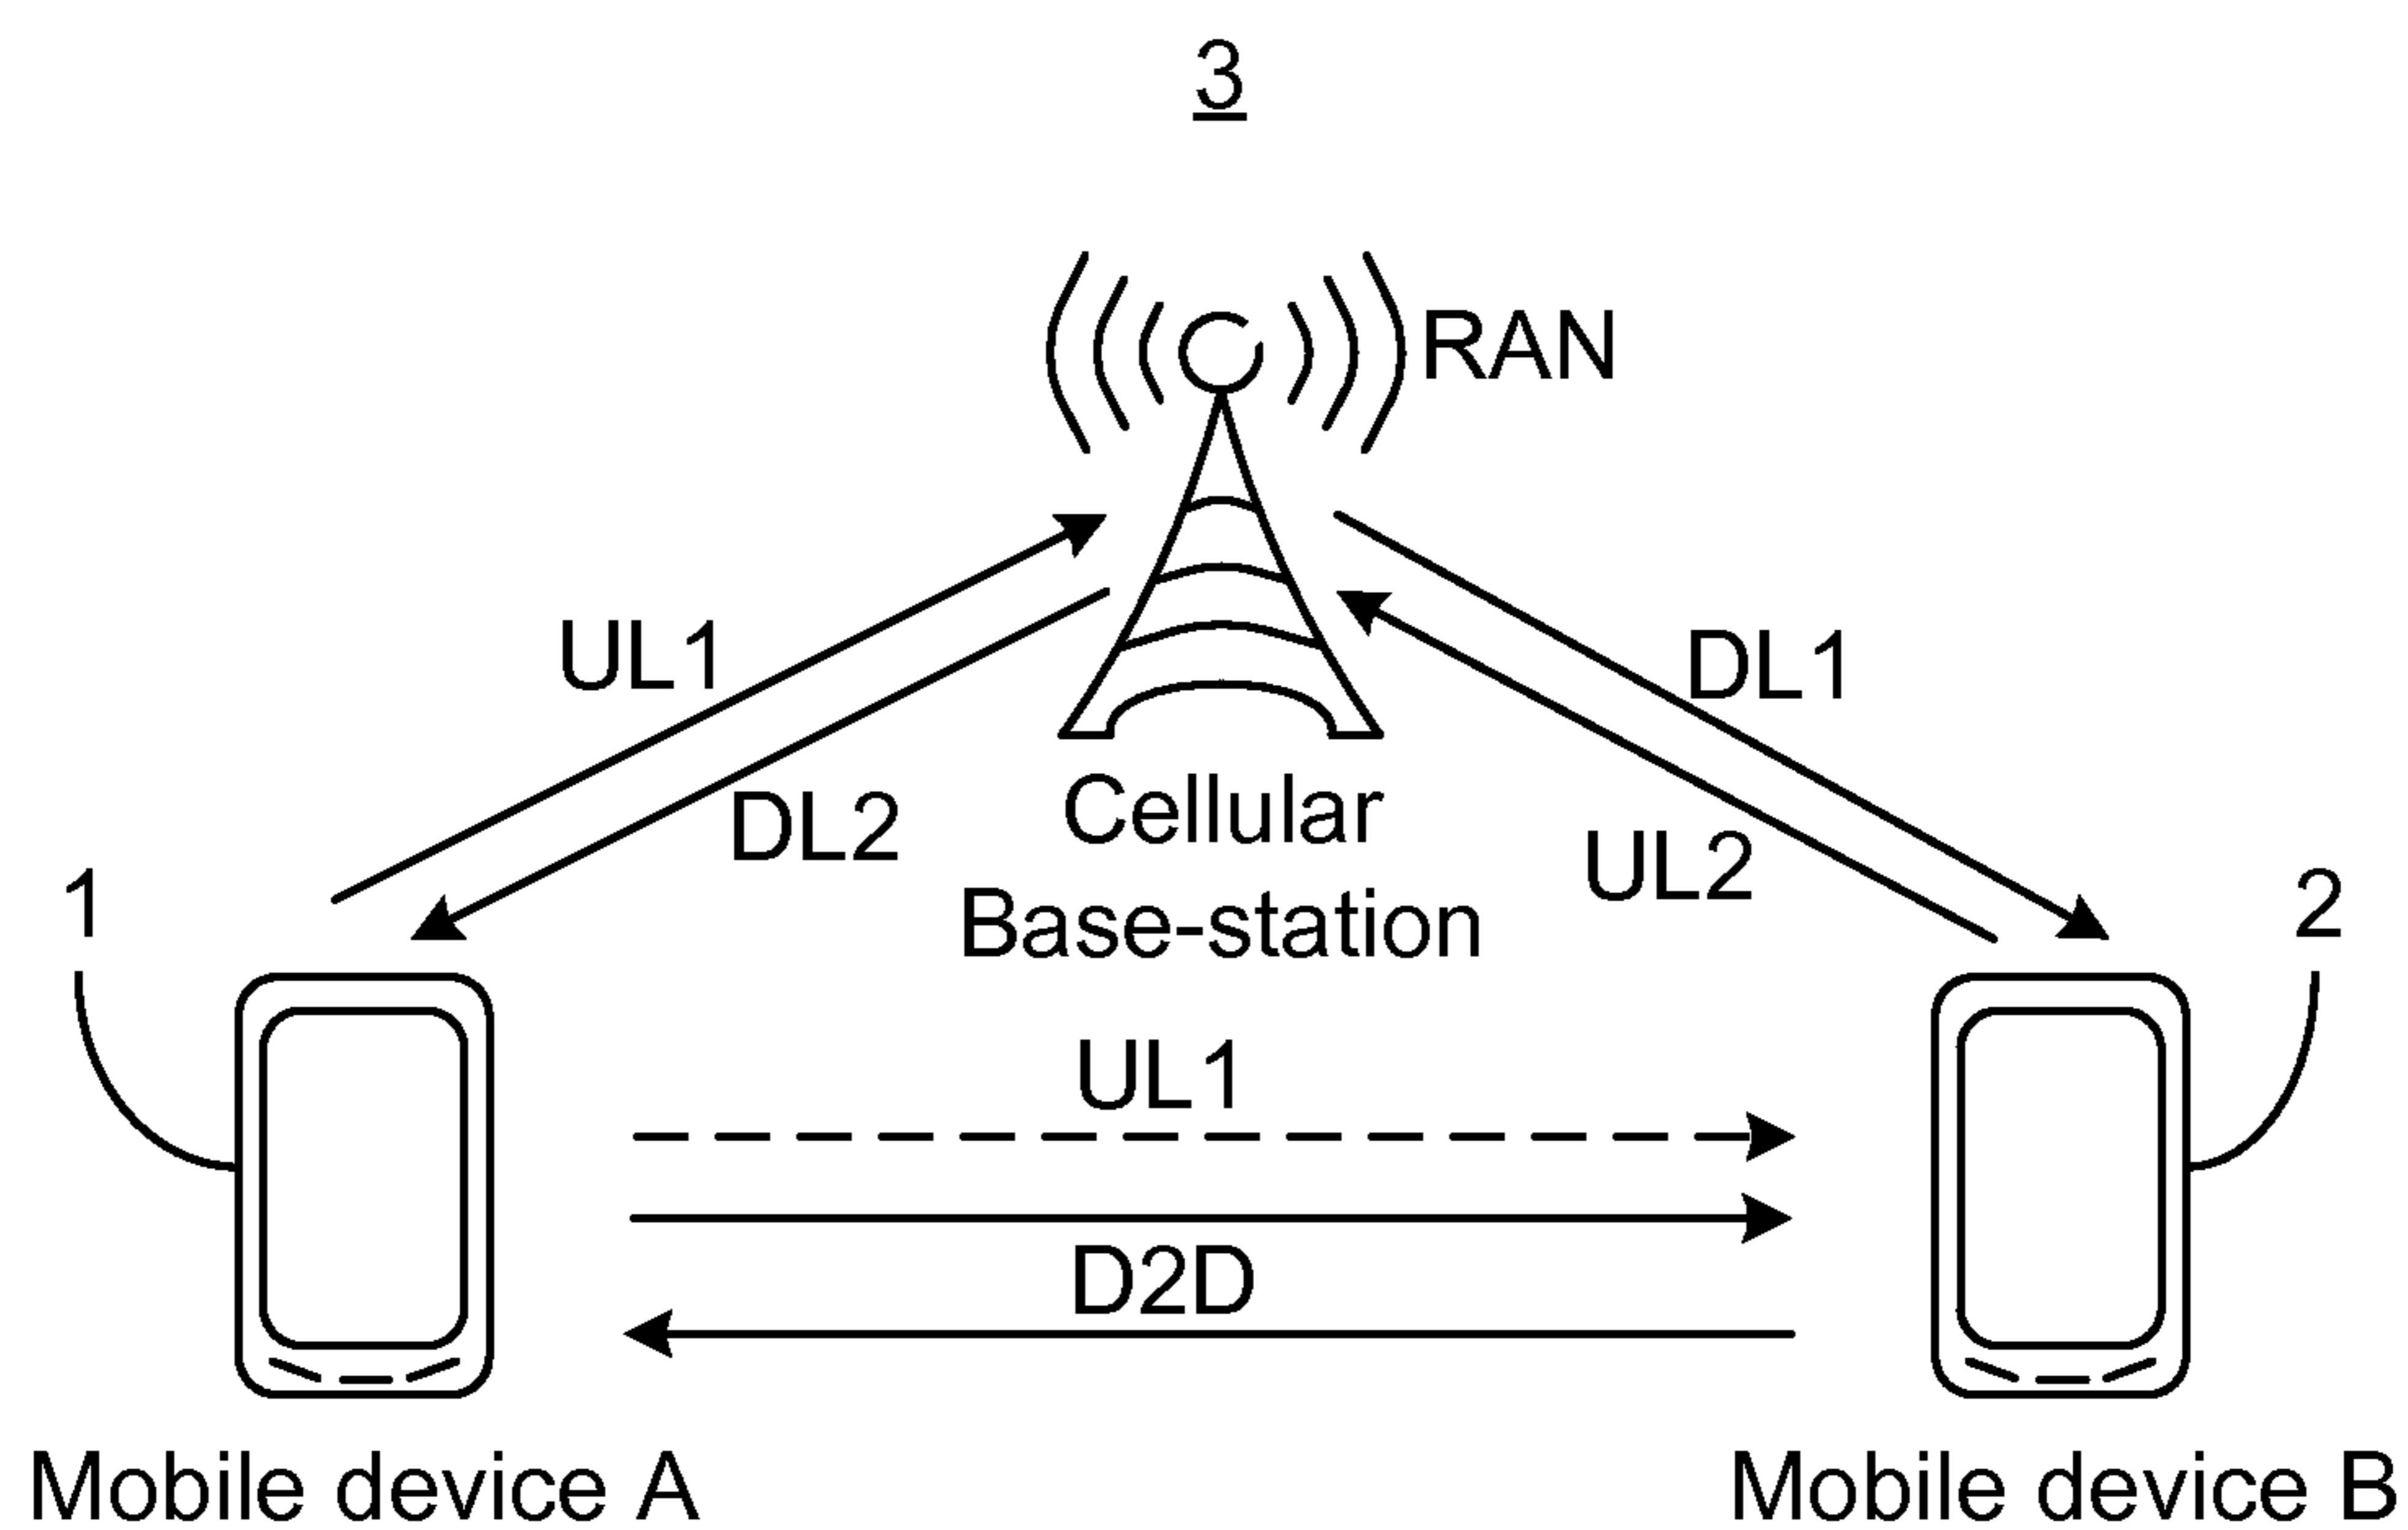 3
RAN
UL1
DL1
DL2
Cellular
Base-station
UL2
1
2
UL1
D2D
Mobile device A
Mobile device B